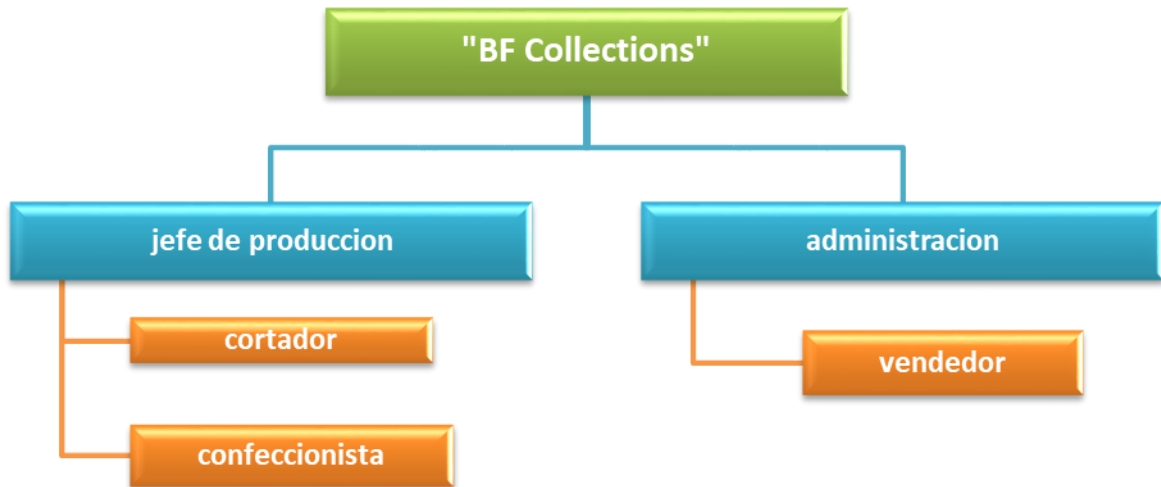 "BF Collections"
jefe de produccion
administracion
cortador
vendedor
confeccionista